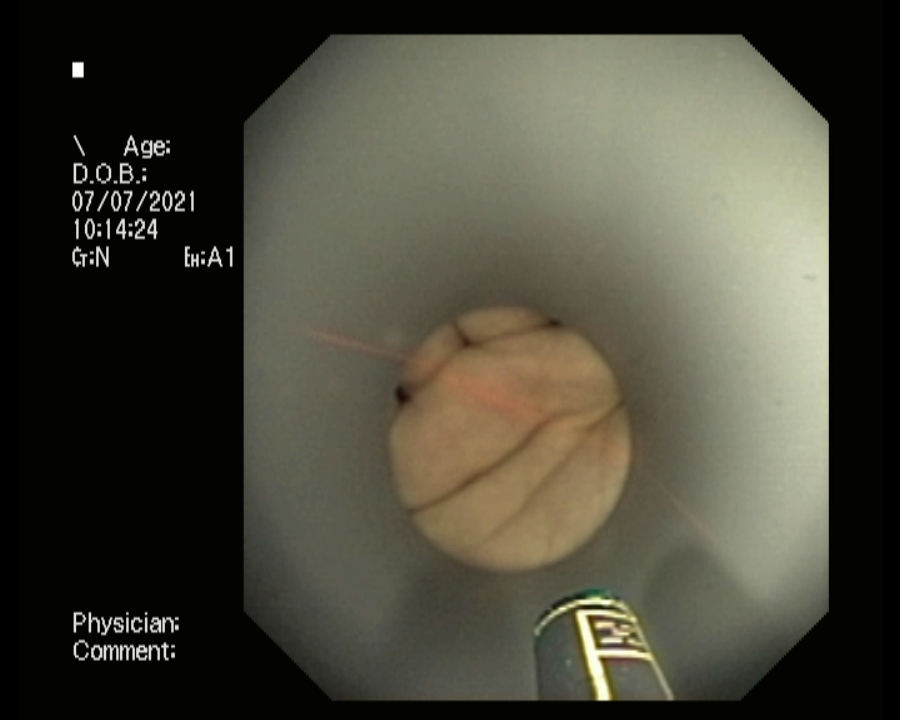 \ Age:
D.O.B.:
07/07/2021
10:14:24
Cr:N EH:A1
Physician:
Comment: